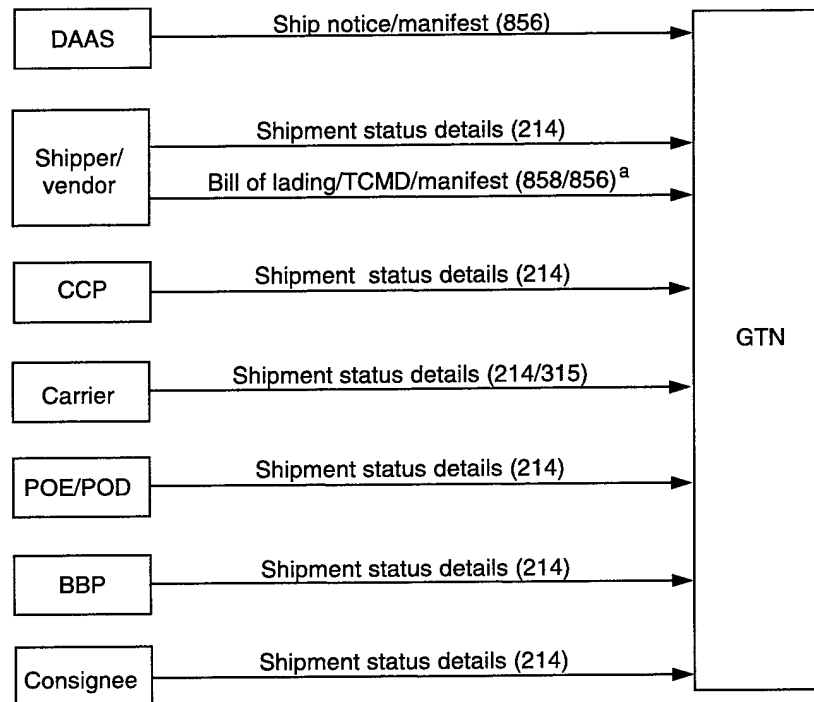 DAAS
Ship notice/manifest (856)
Shipper/
vendor
Shipment status details (214)
Bill of lading/TCMD/manifest (858/856)a
CCP
Shipment status details (214)
Carrier
Shipment status details (214/315)
POE/POD
Shipment status details (214)
BBP
Shipment status details (214)
Consignee
Shipment status details (214)
GTN